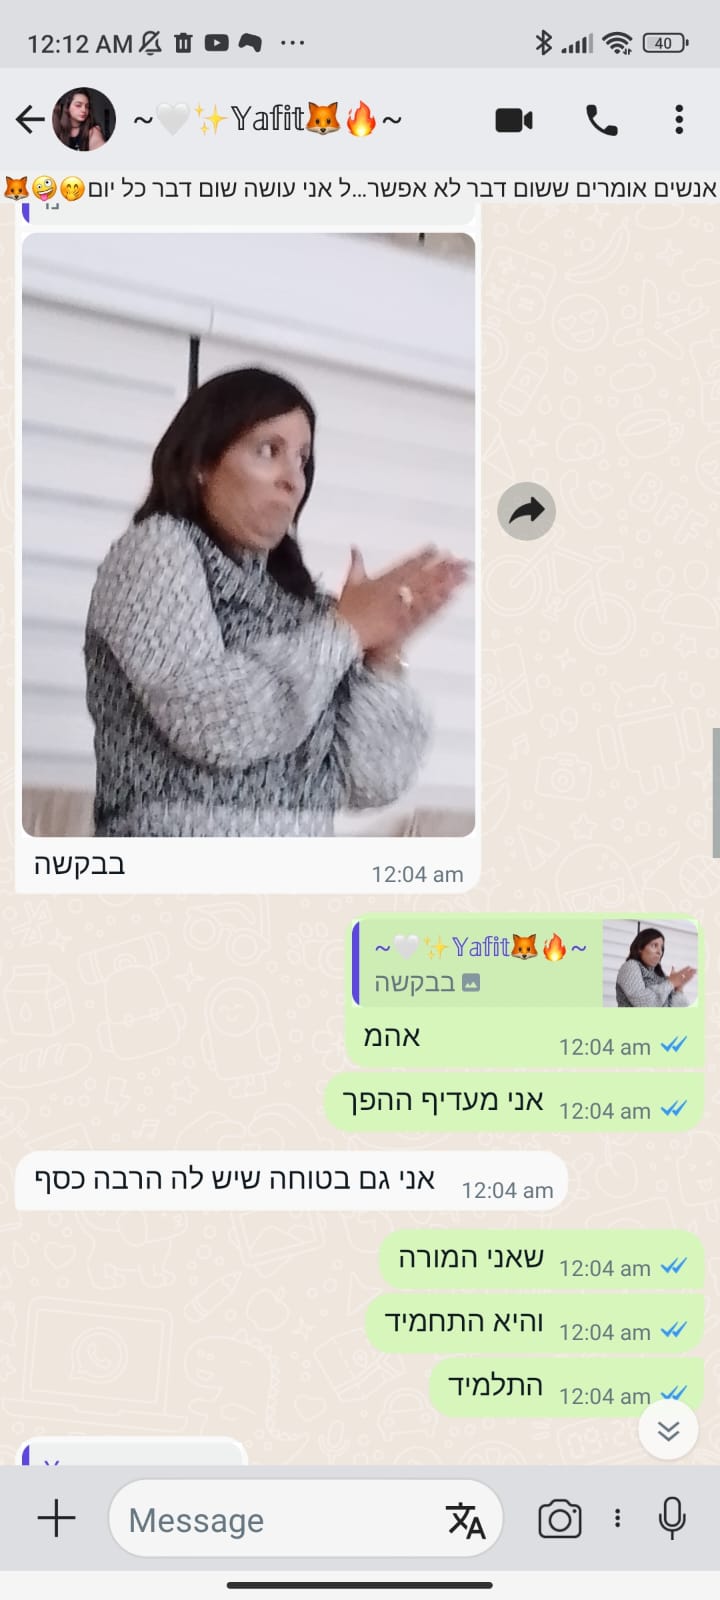 12:12 AM
40
~🤍✨Yafit🦊🔥~
אנשים אומרים ששום דבר לא אפשר...ל אני עושה שום דבר כל יום🤭🤪🦊
בבקשה
12:04 am
~🤍✨Yafit🦊🔥~
בבקשה
אהמ
12:04 am
אני מעדיף ההפך
12:04 am
אני גם בטוחה שיש לה הרבה כסף
12:04 am
שאני המורה
12:04 am
והיא התחמיד
12:04 am
התלמיד
12:04 am
Message